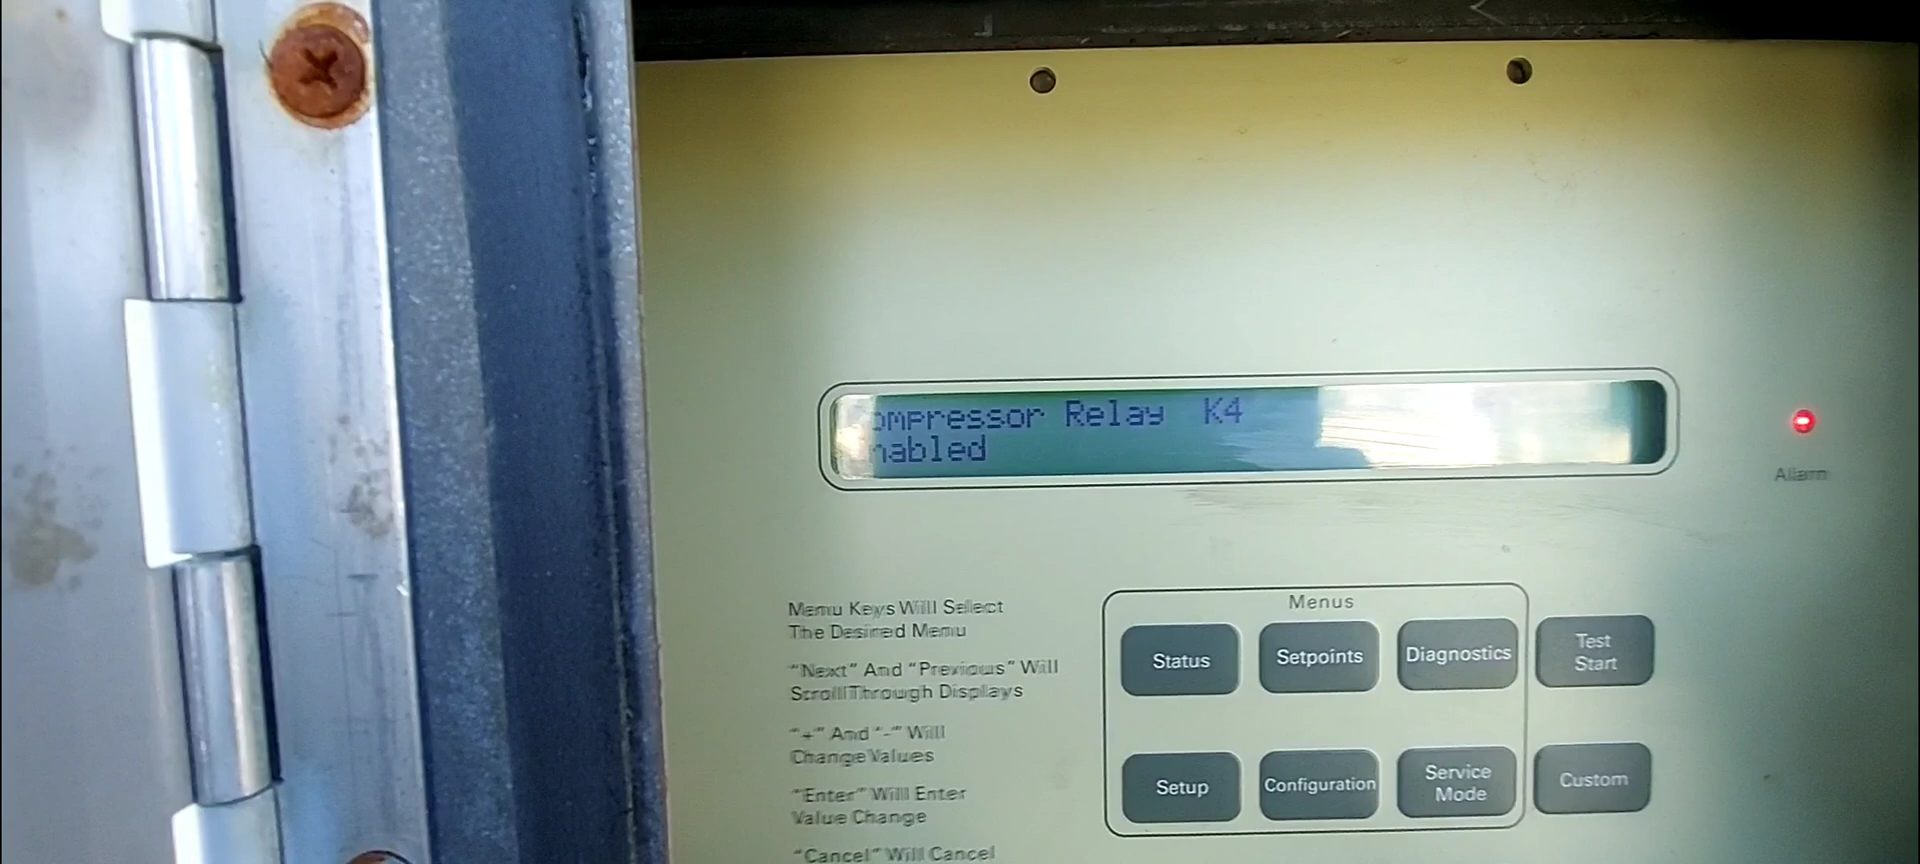 ompressor Relay K4
nabled
Alarm
Menu Keys Will Select
The Desired Menu
"Next" And "Previous" Will
Scroll Through Displays
"+" And "-" Will
Change Values
"Enter" Will Enter
Value Change
"Cancel" Will Cancel
Menus
Status
Setpoints
Diagnostics
Test
Start
Setup
Configuration
Service
Mode
Custom